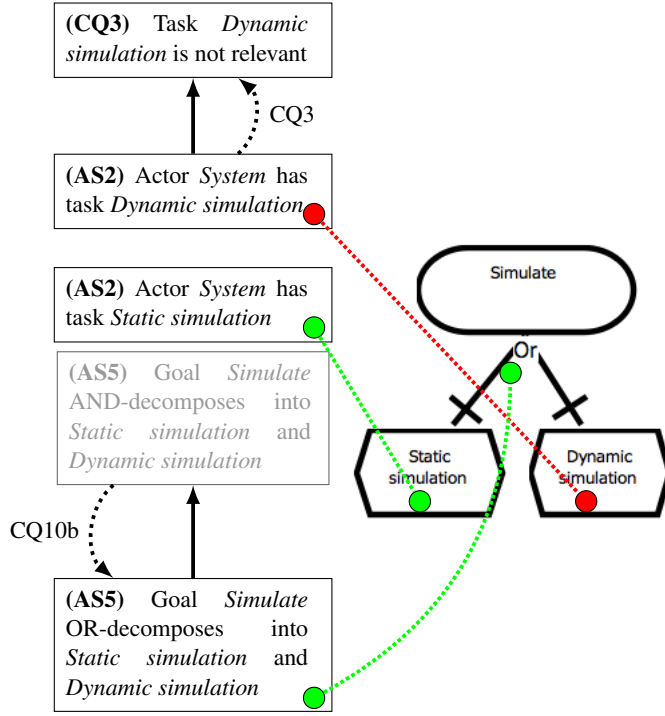 (CQ3) Task Dynamic
simulation is not relevant
CQ3
(AS2) Actor System has
task Dynamic simulation
(AS2) Actor System has
task Static simulation
(AS5) Goal Simulate
AND-decomposes into
Static simulation and
Dynamic simulation
CQ10b
(AS5) Goal Simulate
OR-decomposes into
Static simulation and
Dynamic simulation
Simulate
Or
Static
simulation
Dynamic
simulation